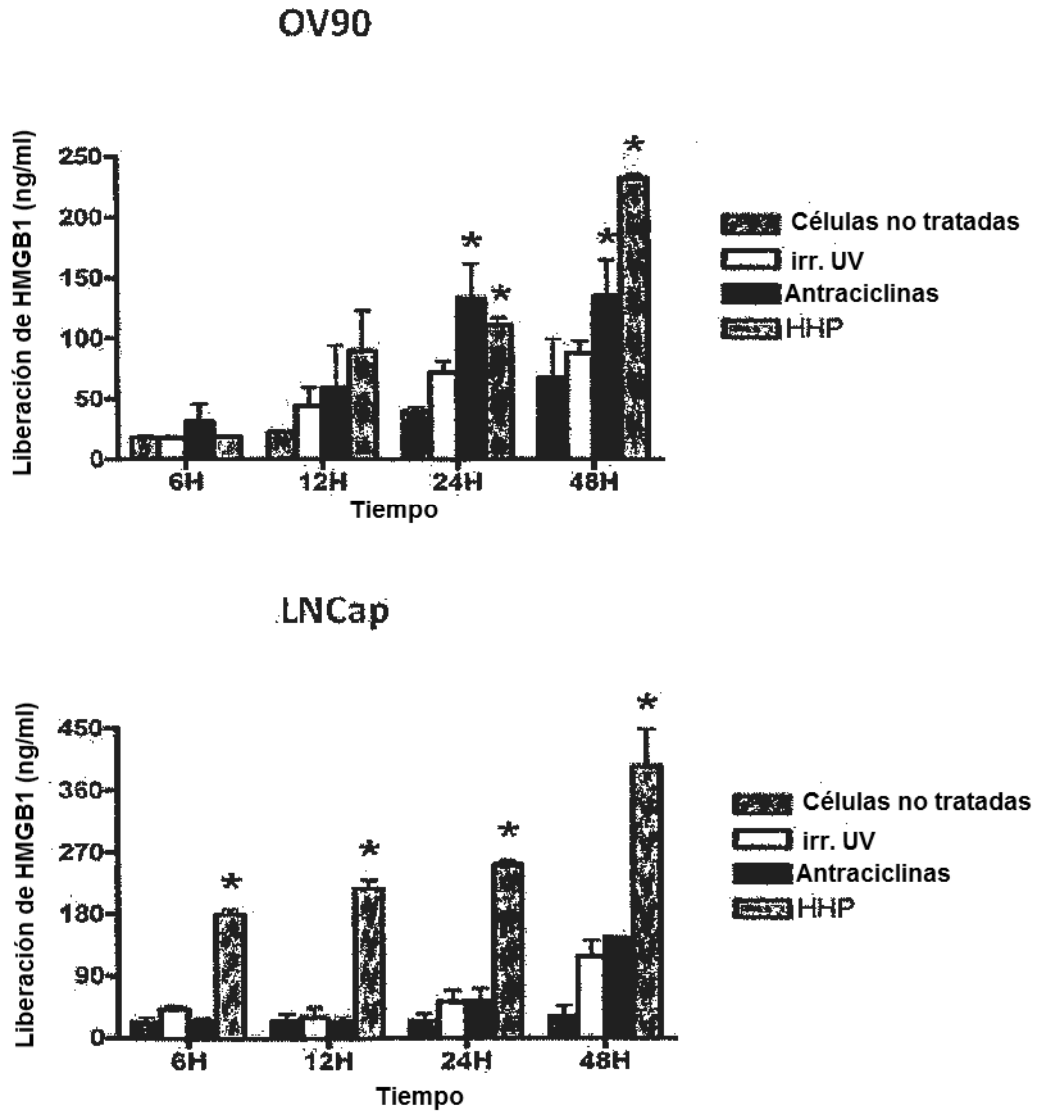 OV90
Liberación de HMGB1 (ng/ml)
250
200
150
100
50
0
* * * *
6H 12H 24H 48H
Tiempo
Células no tratadas
irr. UV
Antraciclinas
HHP
LNCap
Liberación de HMGB1 (ng/ml)
450
360
270
180
90
0
* * * *
6H 12H 24H 48H
Tiempo
Células no tratadas
irr. UV
Antraciclinas
HHP